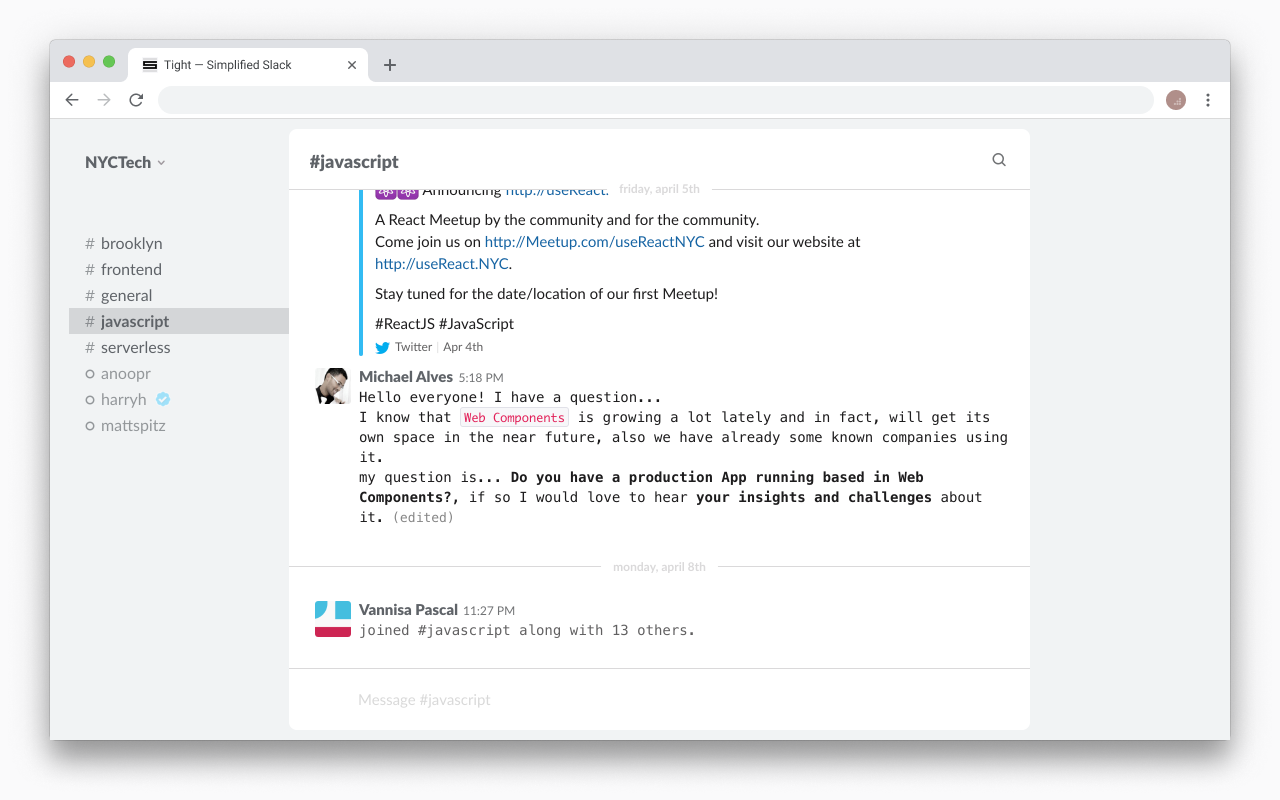 Tight — Simplified Slack
NYCTech
#javascript
Announcing http://useReact.
friday, april 5th
A React Meetup by the community and for the community.
Come join us on http://Meetup.com/useReactNYC and visit our website at
http://useReact.NYC.
Stay tuned for the date/location of our first Meetup!
#ReactJS #JavaScript
Twitter | Apr 4th
# brooklyn
# frontend
# general
# javascript
# serverless
anoopr
harryh
mattspitz
Michael Alves 5:18 PM
Hello everyone! I have a question...
I know that Web Components is growing a lot lately and in fact, will get its
own space in the near future, also we have already some known companies using
it.
my question is... Do you have a production App running based in Web
Components?, if so I would love to hear your insights and challenges about
it. (edited)
monday, april 8th
Vannisa Pascal 11:27 PM
joined #javascript along with 13 others.
Message #javascript